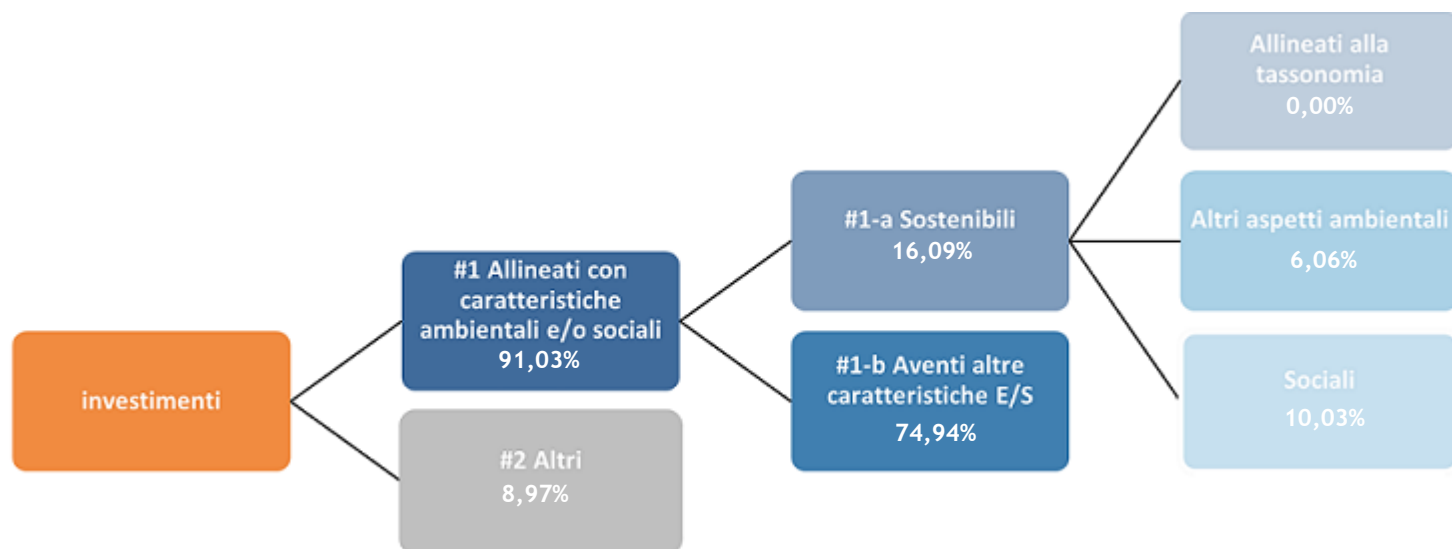 investimenti
#1 Allineati con
caratteristiche
ambientali e/o sociali
91,03%
#2 Altri
8,97%
#1-a Sostenibili
16,09%
#1-b Aventi altre
caratteristiche E/S
74,94%
Allineati alla
tassonomia
0,00%
Altri aspetti ambientali
6,06%
Sociali
10,03%